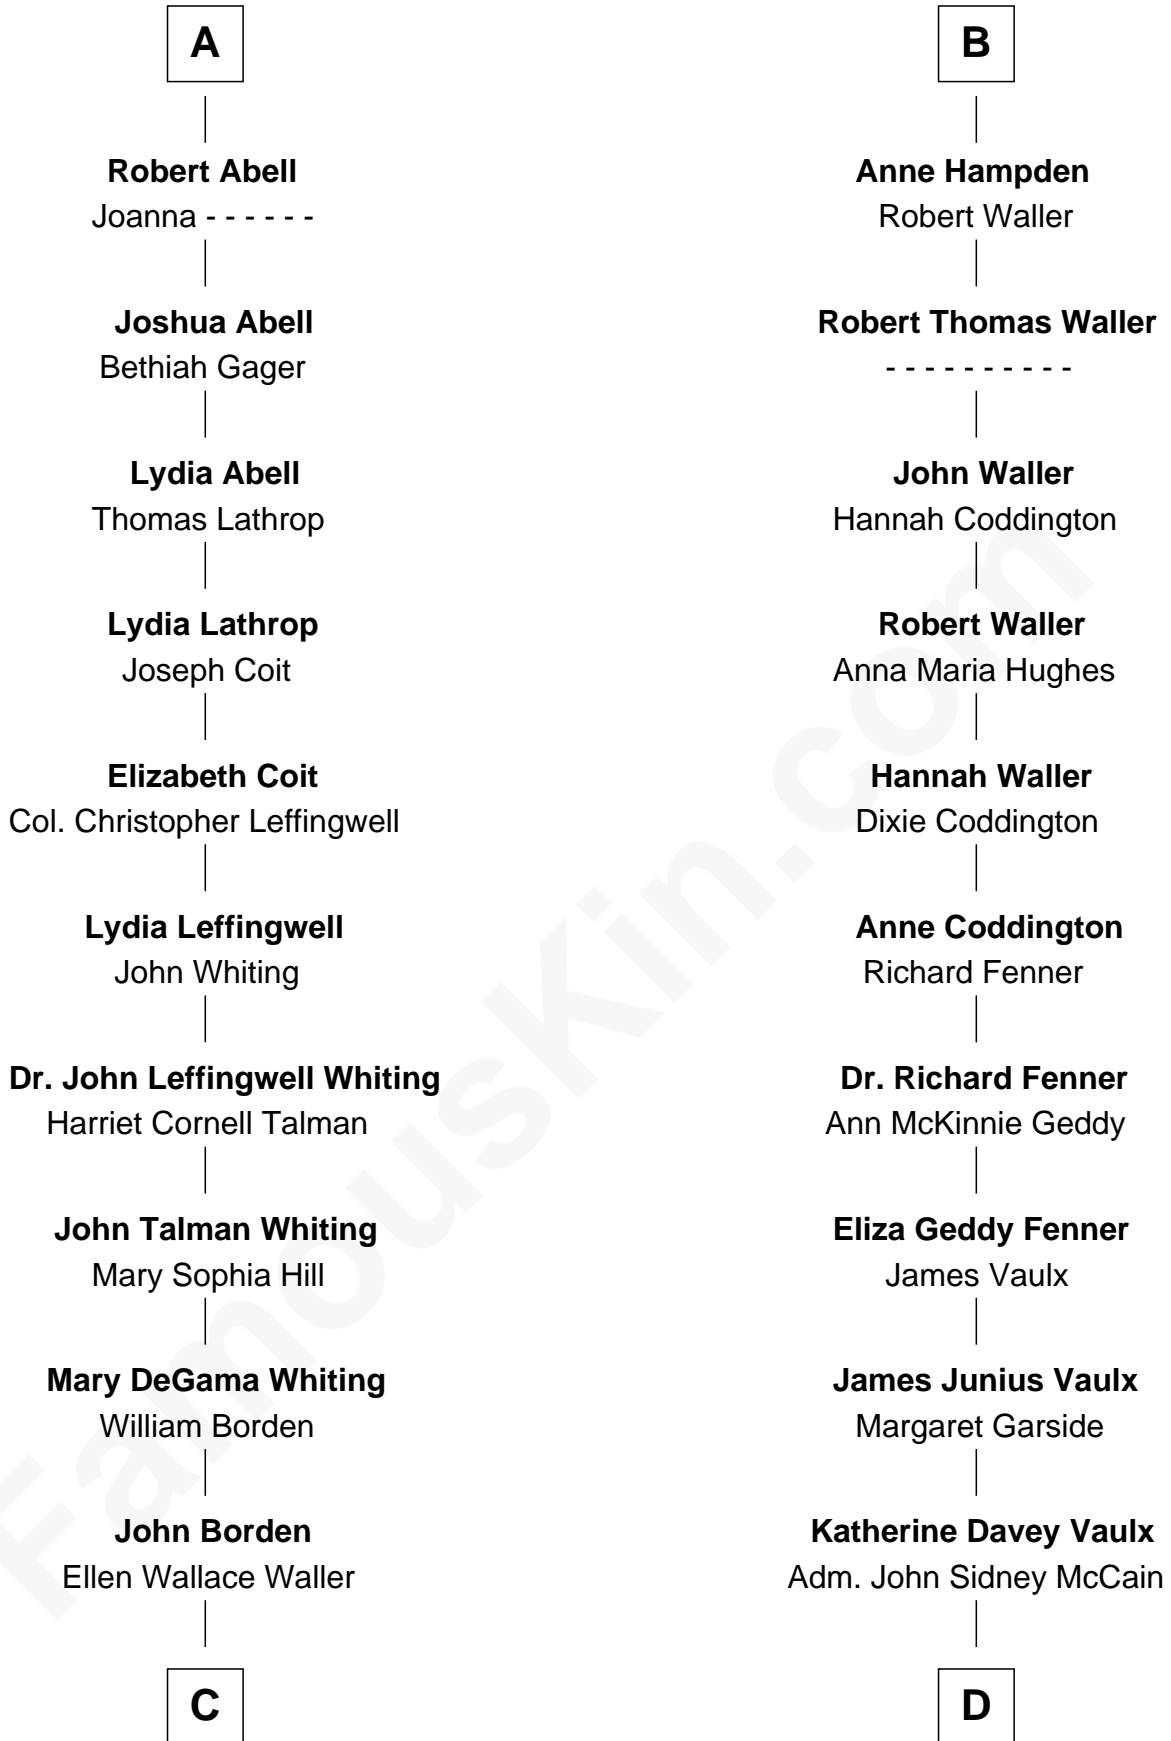 A
Robert Abell
Joanna - - - - - -
Joshua Abell
Bethiah Gager
Lydia Abell
Thomas Lathrop
Lydia Lathrop
Joseph Coit
Elizabeth Coit
Col. Christopher Leffingwell
Lydia Leffingwell
John Whiting
Dr. John Leffingwell Whiting
Harriet Cornell Talman
John Talman Whiting
Mary Sophia Hill
Mary DeGama Whiting
William Borden
John Borden
Ellen Wallace Waller
C
B
Anne Hampden
Robert Waller
Robert Thomas Waller
- - - - - - - - - -
John Waller
Hannah Coddington
Robert Waller
Anna Maria Hughes
Hannah Waller
Dixie Coddington
Anne Coddington
Richard Fenner
Dr. Richard Fenner
Ann McKinnie Geddy
Eliza Geddy Fenner
James Vaulx
James Junius Vaulx
Margaret Garside
Katherine Davey Vaulx
Adm. John Sidney McCain
D
FamousKin.com